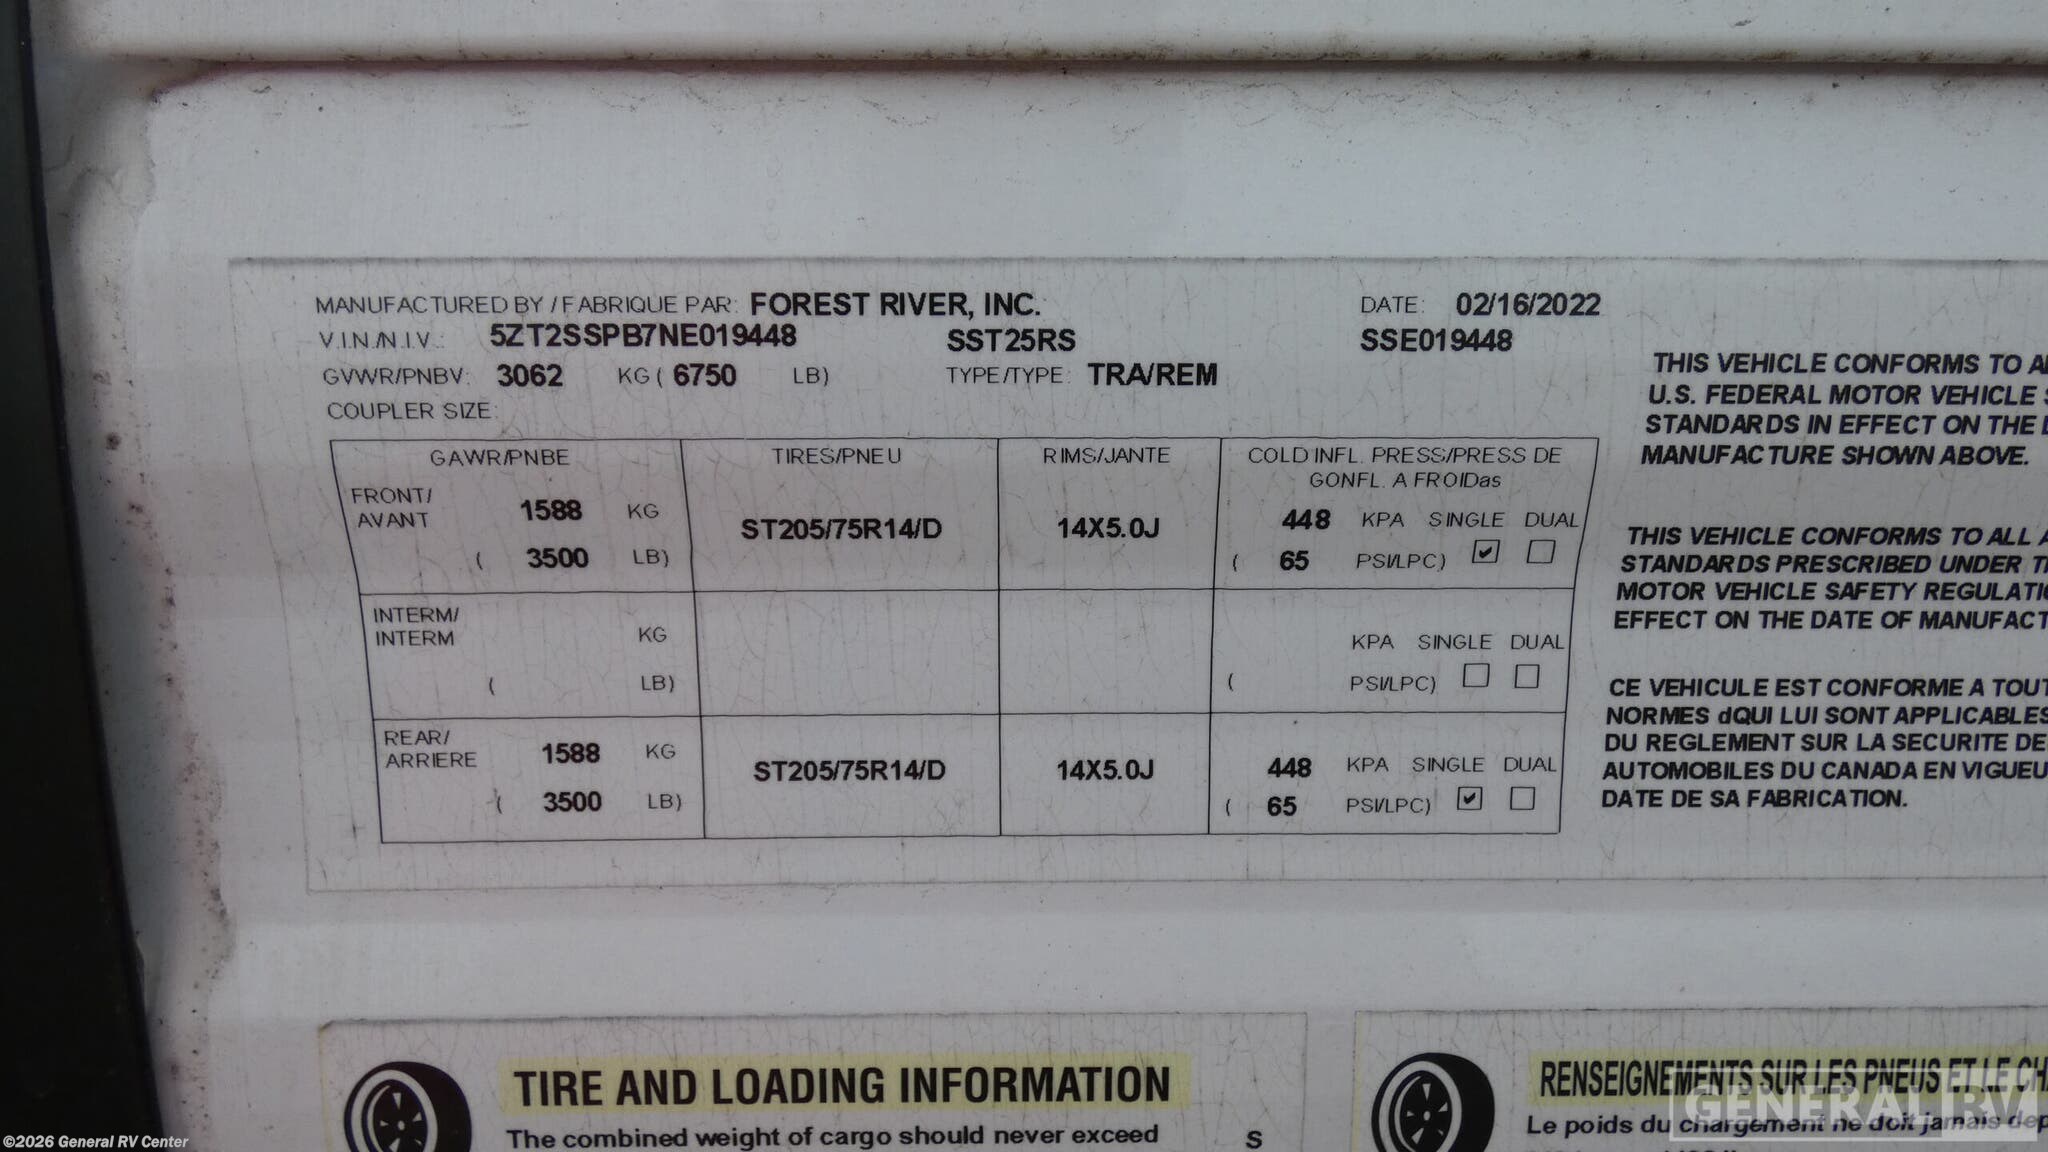 MANUFACTURED BY / FABRIQUE PAR: FOREST RIVER, INC. DATE: 02/16/2022
V.I.N./N.I.V.: 5ZT2SSPB7NE019448 SST25RS SSE019448
GVWR/PNBV: 3062 KG ( 6750 LB) TYPE/TYPE: TRA/REM
COUPLER SIZE:
GAWR/PNBE TIRES/PNEU RIMS/JANTE COLD INFL. PRESS/PRESS DE
GONFL. A FROIDas
FRONT/
AVANT 1588 KG ST205/75R14/D 14X5.0J 448 KPA SINGLE DUAL
( 3500 LB) ( 65 PSI/LPC)
INTERM/
INTERM KG KPA SINGLE DUAL
( LB) ( PSI/LPC)
REAR/
ARRIERE 1588 KG ST205/75R14/D 14X5.0J 448 KPA SINGLE DUAL
( 3500 LB) ( 65 PSI/LPC)
THIS VEHICLE CONFORMS TO
U.S. FEDERAL MOTOR VEHICLE
STANDARDS IN EFFECT ON THE
MANUFACTURE SHOWN ABOVE.
THIS VEHICLE CONFORMS TO ALL
STANDARDS PRESCRIBED UNDER
MOTOR VEHICLE SAFETY
EFFECT ON THE DATE OF
CE VEHICULE EST CONFORME A
NORMES dQUI LUI SONT APPLICABLES
DU REGLEMENT SUR LA SECURITE DE
AUTOMOBILES DU CANADA EN
DATE DE SA FABRICATION.
TIRE AND LOADING INFORMATION
The combined weight of cargo should never exceed
S
RENSEIGNEMENTS SUR LES PNEUS ET LE
Le poids du chargement ne doit jamais
GENERAL RV
©2026 General RV Center